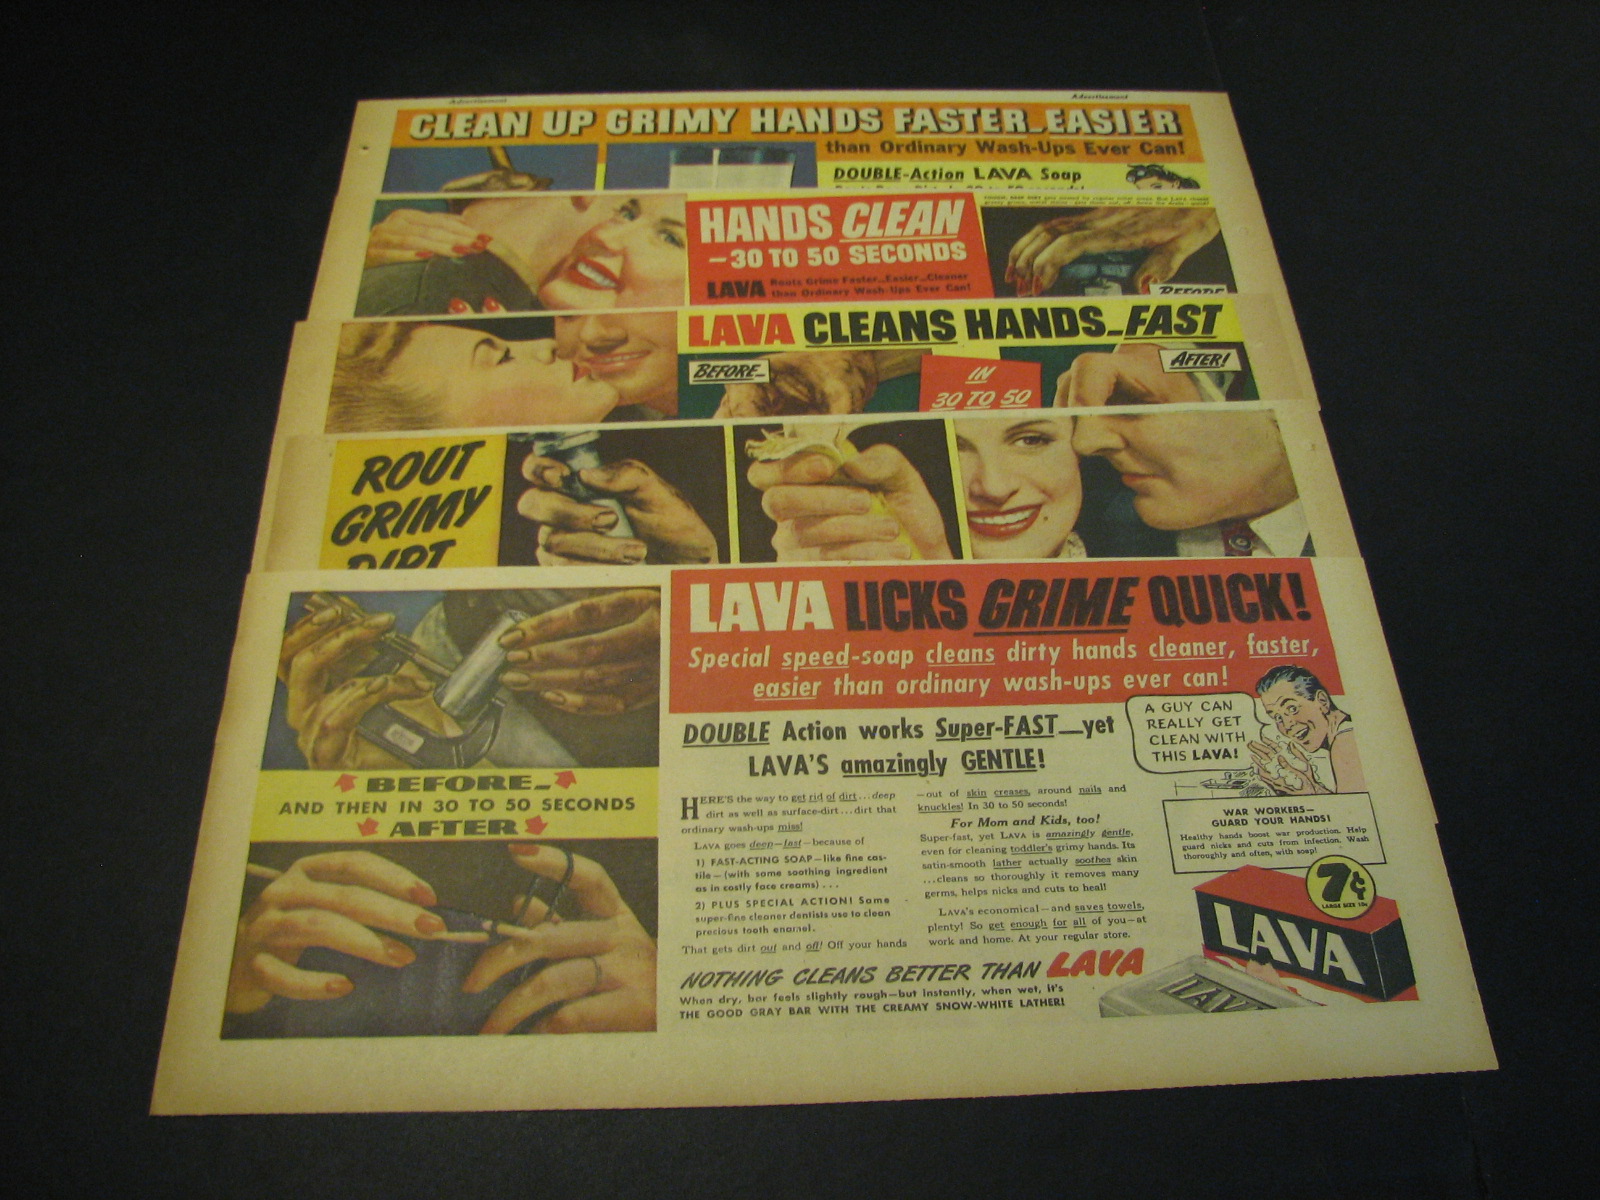 Advertisement
Advertisement
CLEAN UP GRIMY HANDS FASTER_EASIER
than Ordinary Wash-Ups Ever Can!
DOUBLE-Action LAVA Soap
HANDS CLEAN
—30 TO 50 SECONDS
LAVA Routs Grime Faster_Easier_Cleaner
than Ordinary Wash-Ups Ever Can!
BEFORE
LAVA CLEANS HANDS_FAST
BEFORE_
IN
30 TO 50
AFTER!
ROUT
GRIMY
DIRT
LAVA LICKS GRIME QUICK!
Special speed-soap cleans dirty hands cleaner, faster,
easier than ordinary wash-ups ever can!
BEFORE_
AND THEN IN 30 TO 50 SECONDS
AFTER
DOUBLE Action works Super-FAST_yet
LAVA'S amazingly GENTLE!
HERE'S the way to get rid of dirt...deep
dirt as well as surface-dirt...dirt that
ordinary wash-ups miss!
LAVA goes deep—fast—because of
1) FAST-ACTING SOAP—like fine cas-
tile—(with some soothing ingredient
as in costly face creams) ...
2) PLUS SPECIAL ACTION! Same
super-fine cleaner dentists use to clean
precious tooth enamel.
That gets dirt out and off! Off your hands
—out of skin creases, around nails and
knuckles! In 30 to 50 seconds!
For Mom and Kids, too!
Super-fast, yet LAVA is amazingly gentle,
even for cleaning toddler's grimy hands. Its
satin-smooth lather actually soothes skin
...cleans so thoroughly it removes many
germs, helps nicks and cuts to heal!
LAVA's economical—and saves towels,
plenty! So get enough for all of you—at
work and home. At your regular store.
NOTHING CLEANS BETTER THAN LAVA
When dry, bar feels slightly rough—but instantly, when wet, it's
THE GOOD GRAY BAR WITH THE CREAMY SNOW-WHITE LATHER!
A GUY CAN
REALLY GET
CLEAN WITH
THIS LAVA!
WAR WORKERS—
GUARD YOUR HANDS!
Healthy hands boost war production. Help
guard nicks and cuts from infection. Wash
thoroughly and often, with soap!
7¢
LARGE SIZE 10¢
LAVA
LAVA